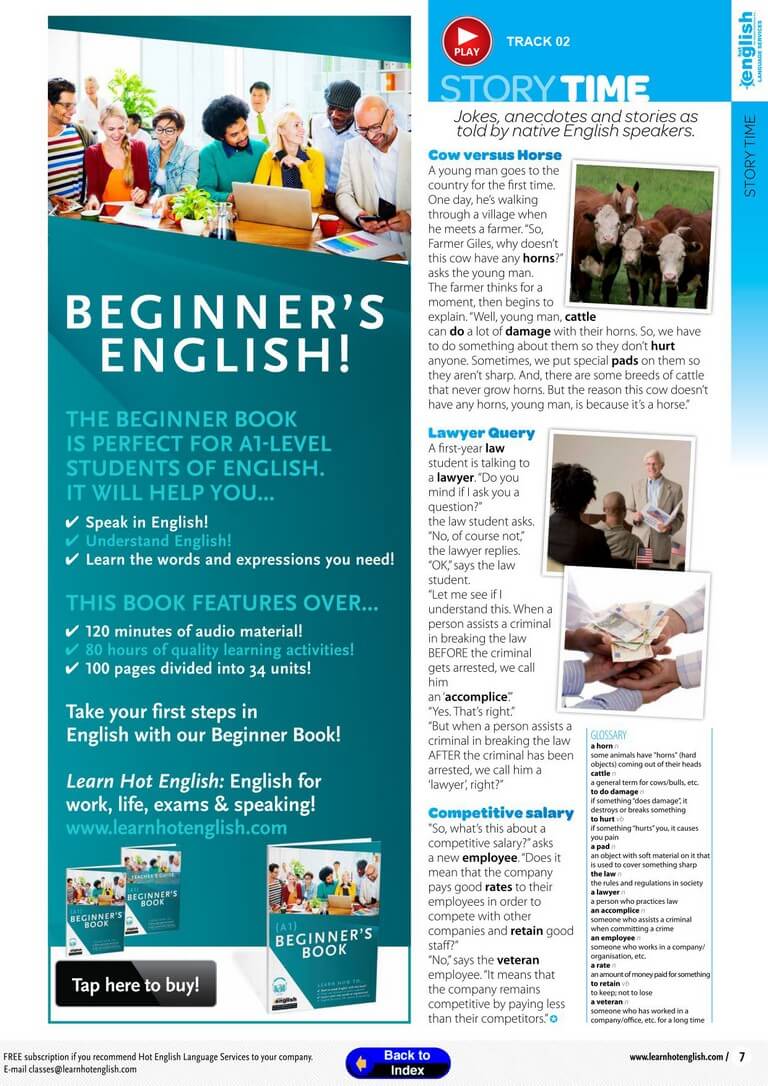 BEGINNER'S
ENGLISH!
THE BEGINNER BOOK
IS PERFECT FOR A1-LEVEL
STUDENTS OF ENGLISH.
IT WILL HELP YOU...
✔ Speak in English!
✔ Understand English!
✔ Learn the words and expressions you need!
THIS BOOK FEATURES OVER...
✔ 120 minutes of audio material!
✔ 80 hours of quality learning activities!
✔ 100 pages divided into 34 units!
Take your first steps in
English with our Beginner Book!
Learn Hot English: English for
work, life, exams & speaking!
www.learnhotenglish.com
(A1)
BEGINNER'S
BOOK
TEACHER'S GUIDE
(A1)
BEGINNER'S
BOOK
(A1)
BEGINNER'S
BOOK
LEARN HOW TO...
english
Tap here to buy!
PLAY
TRACK 02
STORY TIME
Jokes, anecdotes and stories as
told by native English speakers.
Cow versus Horse
A young man goes to the
country for the first time.
One day, he's walking
through a village when
he meets a farmer. "So,
Farmer Giles, why doesn't
this cow have any horns?"
asks the young man.
The farmer thinks for a
moment, then begins to
explain. "Well, young man, cattle
can do a lot of damage with their horns. So, we have
to do something about them so they don't hurt
anyone. Sometimes, we put special pads on them so
they aren't sharp. And, there are some breeds of cattle
that never grow horns. But the reason this cow doesn't
have any horns, young man, is because it's a horse."
Lawyer Query
A first-year law
student is talking to
a lawyer. "Do you
mind if I ask you a
question?"
the law student asks.
"No, of course not,"
the lawyer replies.
"OK," says the law
student.
"Let me see if I
understand this. When a
person assists a criminal
in breaking the law
BEFORE the criminal
gets arrested, we call
him
an 'accomplice'."
"Yes. That's right."
"But when a person assists a
criminal in breaking the law
AFTER the criminal has been
arrested, we call him a
'lawyer', right?"
Competitive salary
"So, what's this about a
competitive salary?" asks
a new employee. "Does it
mean that the company
pays good rates to their
employees in order to
compete with other
companies and retain good
staff?"
"No," says the veteran
employee. "It means that
the company remains
competitive by paying less
than their competitors."
GLOSSARY
a horn n
some animals have "horns" (hard
objects) coming out of their heads
cattle n
a general term for cows/bulls, etc.
to do damage n
if something "does damage", it
destroys or breaks something
to hurt vb
if something "hurts" you, it causes
you pain
a pad n
an object with soft material on it that
is used to cover something sharp
the law n
the rules and regulations in society
a lawyer n
a person who practices law
an accomplice n
someone who assists a criminal
when committing a crime
an employee n
someone who works in a company/
organisation, etc.
a rate n
an amount of money paid for something
to retain vb
to keep; not to lose
a veteran n
someone who has worked in a
company/office, etc. for a long time
hot english
LANGUAGE SERVICES
STORY TIME
FREE subscription if you recommend Hot English Language Services to your company.
E-mail classes@learnhotenglish.com
Back to
Index
www.learnhotenglish.com / 7